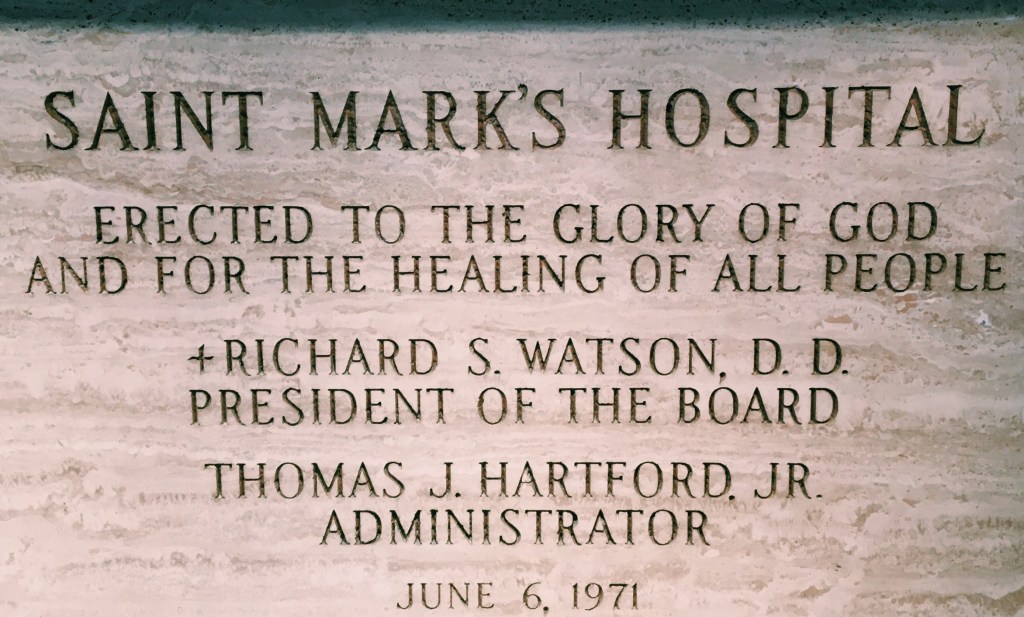 SAINT MARK'S HOSPITAL
ERECTED TO THE GLORY OF GOD
AND FOR THE HEALING OF ALL PEOPLE
+RICHARD S. WATSON, D. D.
PRESIDENT OF THE BOARD
THOMAS J. HARTFORD, JR.
ADMINISTRATOR
JUNE 6, 1971